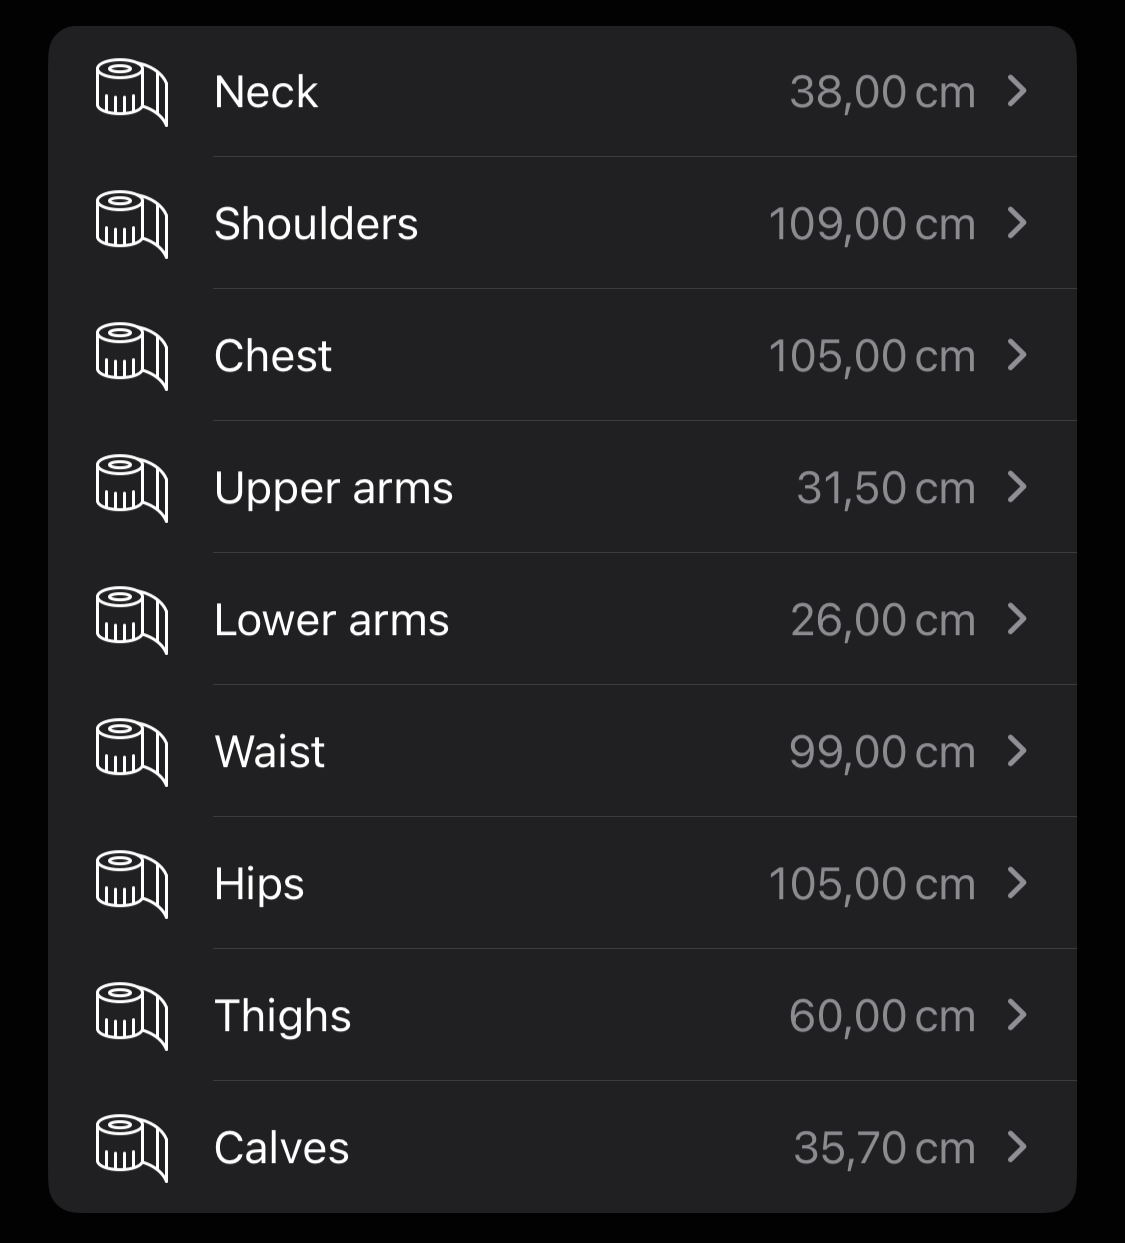 Neck 38,00 cm
Shoulders 109,00 cm
Chest 105,00 cm
Upper arms 31,50 cm
Lower arms 26,00 cm
Waist 99,00 cm
Hips 105,00 cm
Thighs 60,00 cm
Calves 35,70 cm